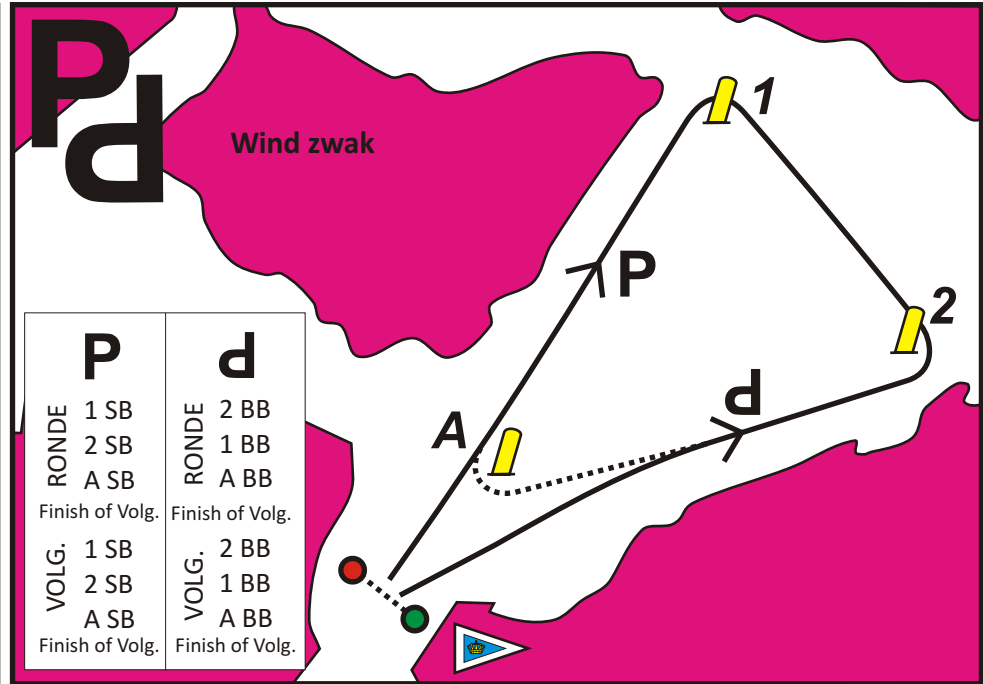 P
d
Wind zwak
1
P
2
d
A
P d
RONDE
1 SB
2 SB
A SB
Finish of Volg.
RONDE
2 BB
1 BB
A BB
Finish of Volg.
VOLG.
1 SB
2 SB
A SB
Finish of Volg.
VOLG.
2 BB
1 BB
A BB
Finish of Volg.